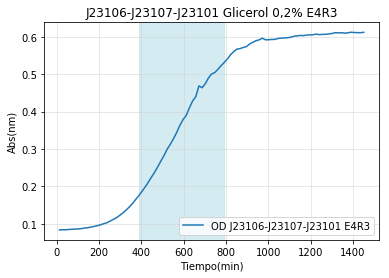 J23106-J23107-J23101 Glicerol 0,2% E4R3
Abs(nm)
0.6
0.5
0.4
0.3
0.2
0.1
OD J23106-J23107-J23101 E4R3
0 200 400 600 800 1000 1200 1400
Tiempo(min)